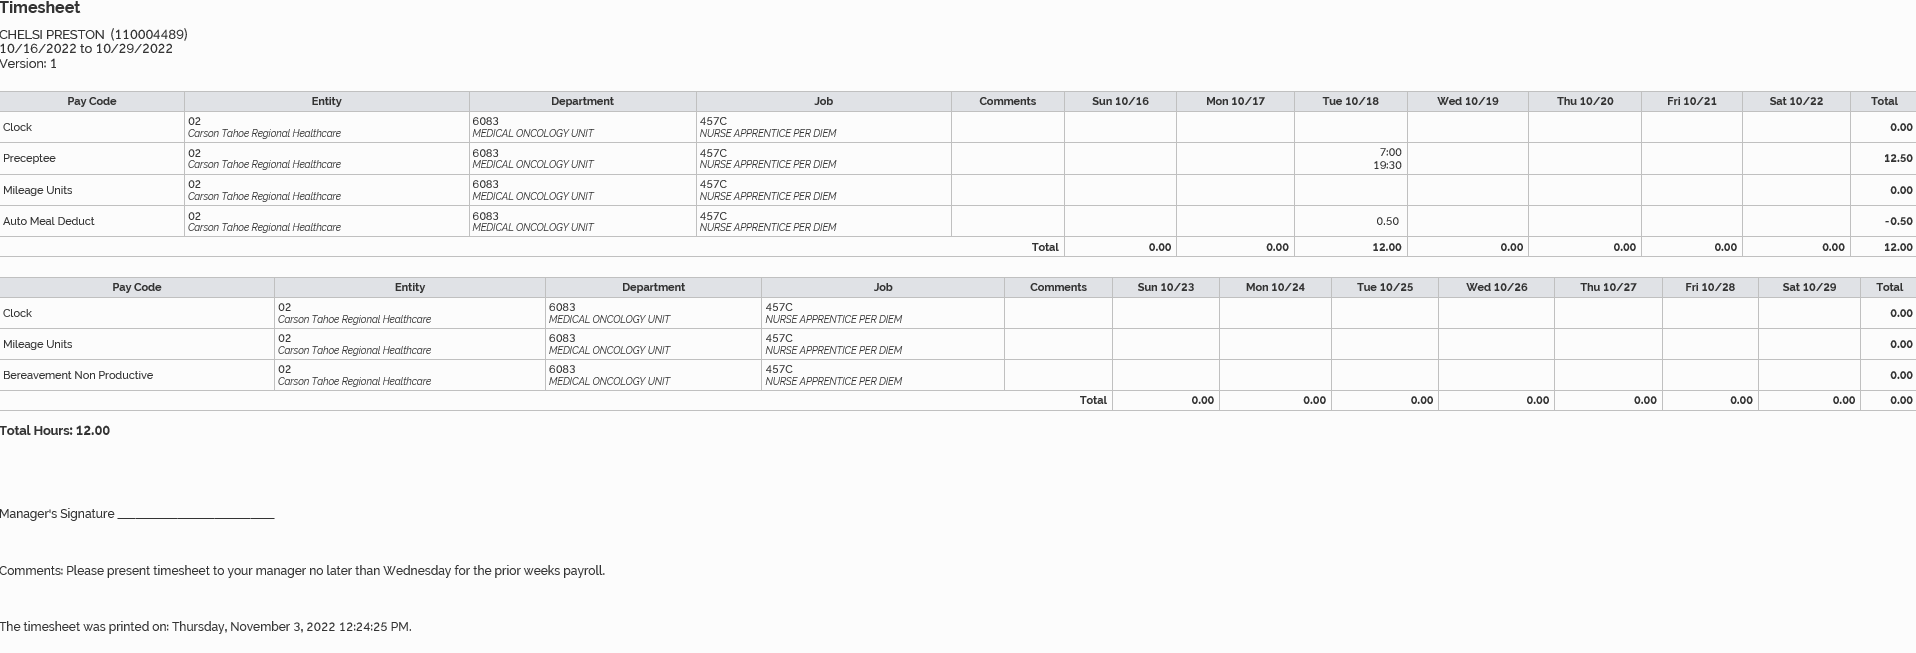 Timesheet
CHELSI PRESTON (110004489)
10/16/2022 to 10/29/2022
Version: 1
Pay Code Entity Department Job Comments Sun 10/16 Mon 10/17 Tue 10/18 Wed 10/19 Thu 10/20 Fri 10/21 Sat 10/22 Total
Clock 02 6083 457C 0.00
Carson Tahoe Regional Healthcare MEDICAL ONCOLOGY UNIT NURSE APPRENTICE PER DIEM
Preceptee 02 6083 457C 7:00 12.50
Carson Tahoe Regional Healthcare MEDICAL ONCOLOGY UNIT NURSE APPRENTICE PER DIEM 19:30
Mileage Units 02 6083 457C 0.00
Carson Tahoe Regional Healthcare MEDICAL ONCOLOGY UNIT NURSE APPRENTICE PER DIEM
Auto Meal Deduct 02 6083 457C 0.50 -0.50
Carson Tahoe Regional Healthcare MEDICAL ONCOLOGY UNIT NURSE APPRENTICE PER DIEM
Total 0.00 0.00 12.00 0.00 0.00 0.00 0.00 12.00
Pay Code Entity Department Job Comments Sun 10/23 Mon 10/24 Tue 10/25 Wed 10/26 Thu 10/27 Fri 10/28 Sat 10/29 Total
Clock 02 6083 457C 0.00
Carson Tahoe Regional Healthcare MEDICAL ONCOLOGY UNIT NURSE APPRENTICE PER DIEM
Mileage Units 02 6083 457C 0.00
Carson Tahoe Regional Healthcare MEDICAL ONCOLOGY UNIT NURSE APPRENTICE PER DIEM
Bereavement Non Productive 02 6083 457C 0.00
Carson Tahoe Regional Healthcare MEDICAL ONCOLOGY UNIT NURSE APPRENTICE PER DIEM
Total 0.00 0.00 0.00 0.00 0.00 0.00 0.00 0.00
Total Hours: 12.00
Manager's Signature __________________________
Comments: Please present timesheet to your manager no later than Wednesday for the prior weeks payroll.
The timesheet was printed on: Thursday, November 3, 2022 12:24:25 PM.